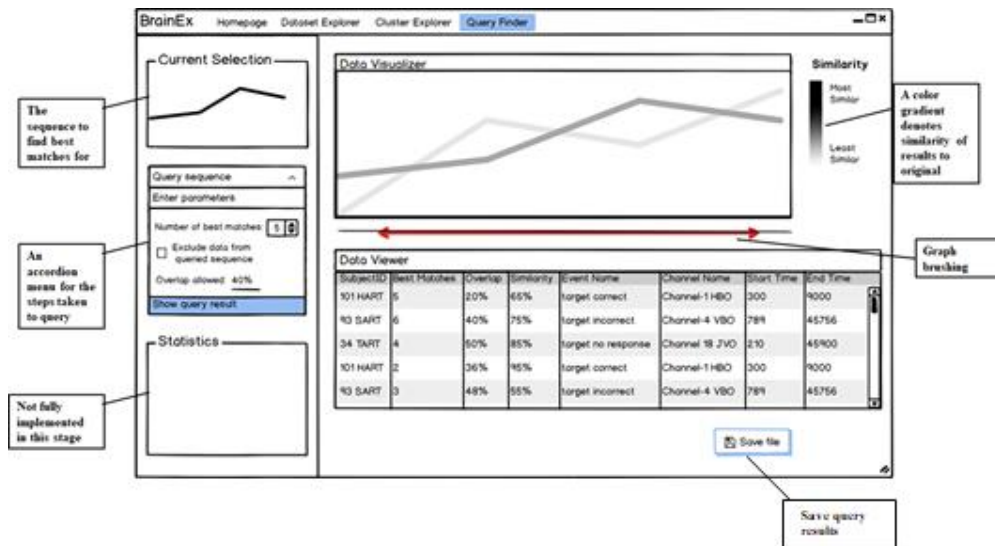 BrainEx Homepage Dataset Explorer Cluster Explorer Query Finder
Current Selection
The
sequence to
find best
matches for
Query sequence
Enter parameters
Number of best matches: 5
Exclude data from
queried sequence
Overlap allowed 40%
Show query result
An
accordion
menu for the
steps taken
to query
Statistics
Not fully
implemented
in this stage
Data Visualizer
Similarity
Most
Similar
Least
Similar
A color
gradient
denotes
similarity of
results to
original
Graph
brushing
Data Viewer
SubjectID Best Matches Overlap Similarity Event Name Channel Name Start Time End Time
101 HART 5 20% 65% target correct Channel-1 HBO 300 9000
93 SART 6 40% 75% target incorrect Channel-4 VBO 789 45756
34 TART 4 50% 85% target no response Channel 18 JVO 210 45900
101 HART 2 36% 95% target correct Channel-1 HBO 300 9000
93 SART 3 48% 55% target incorrect Channel-4 VBO 789 45756
Save file
Save query
results